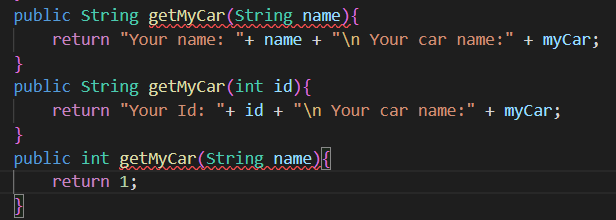 public String getMyCar(String name){
return "Your name: "+ name + "\n Your car name:" + myCar;
}
public String getMyCar(int id){
return "Your Id: "+ id + "\n Your car name:" + myCar;
}
public int getMyCar(String name){
return 1;
}